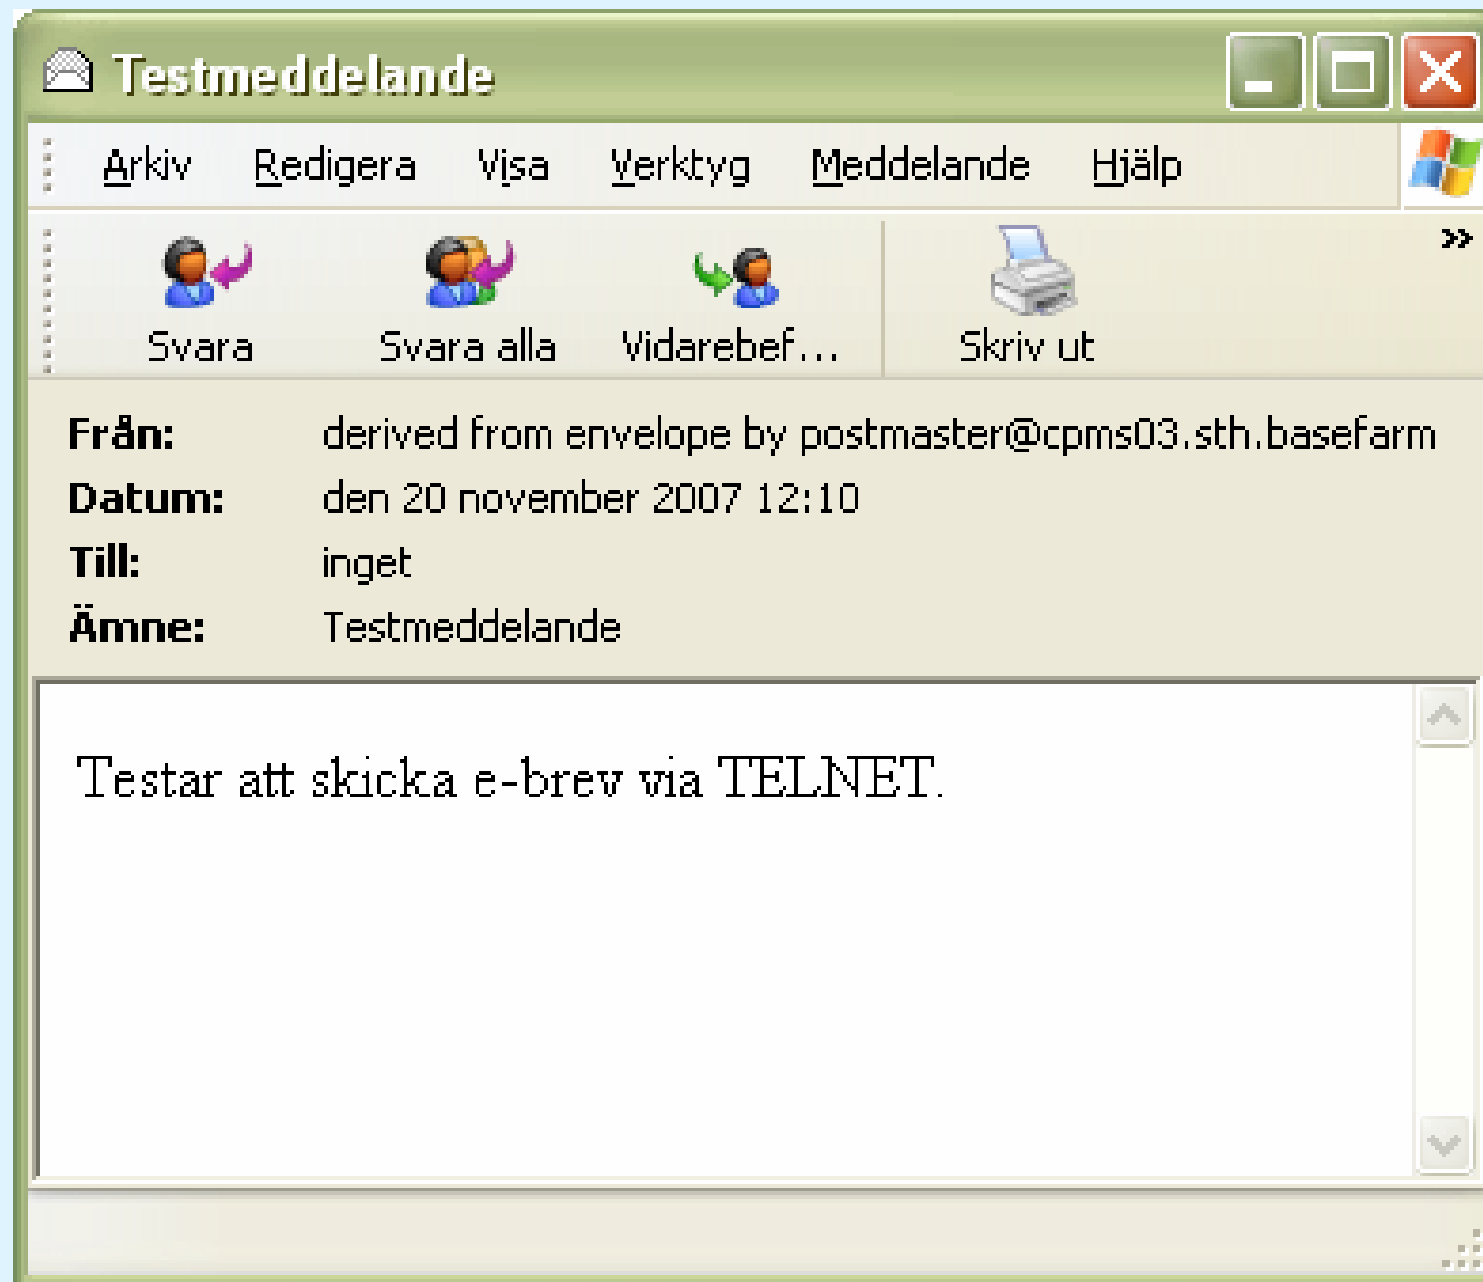 Testmeddelande
Arkiv Redigera Visa Verktyg Meddelande Hjälp
Svara Svara alla Vidarebef... Skriv ut »
Från: derived from envelope by postmaster@cpms03.sth.basefarm
Datum: den 20 november 2007 12:10
Till: inget
Ämne: Testmeddelande
Testar att skicka e-brev via TELNET.